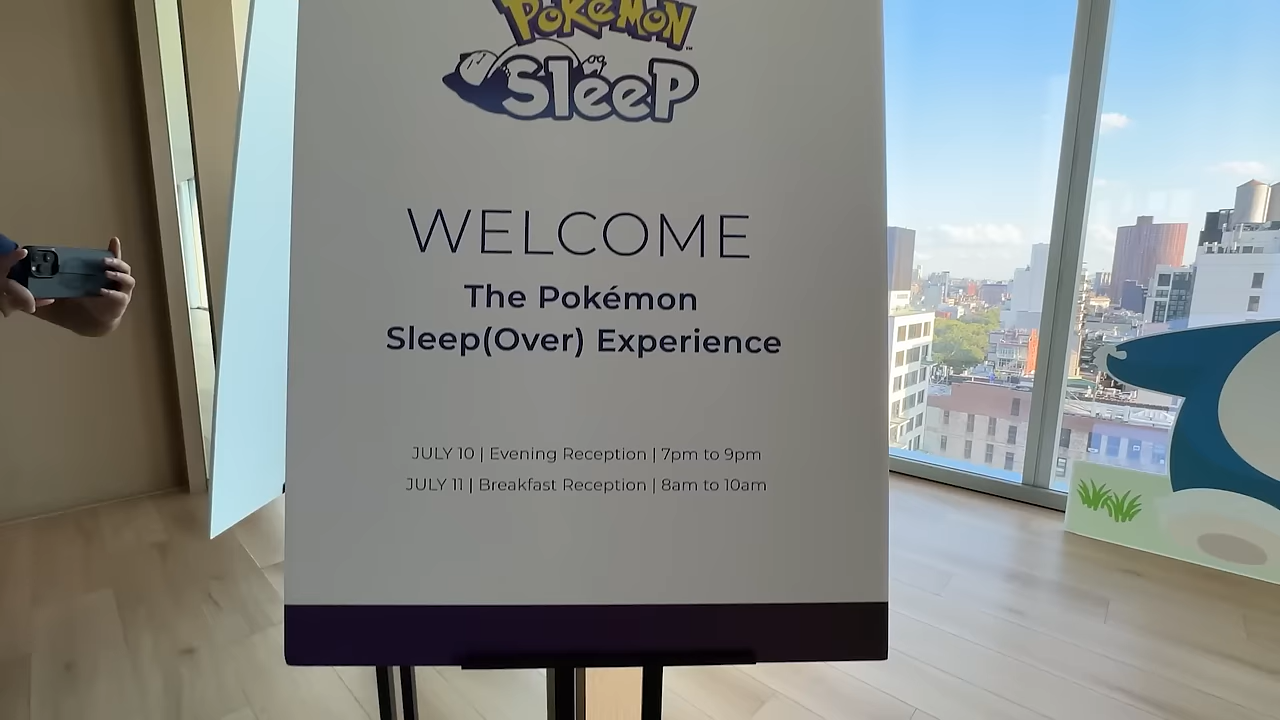 POKéMON
Sleep
WELCOME
The Pokémon
Sleep(Over) Experience
JULY 10 | Evening Reception | 7pm to 9pm
JULY 11 | Breakfast Reception | 8am to 10am